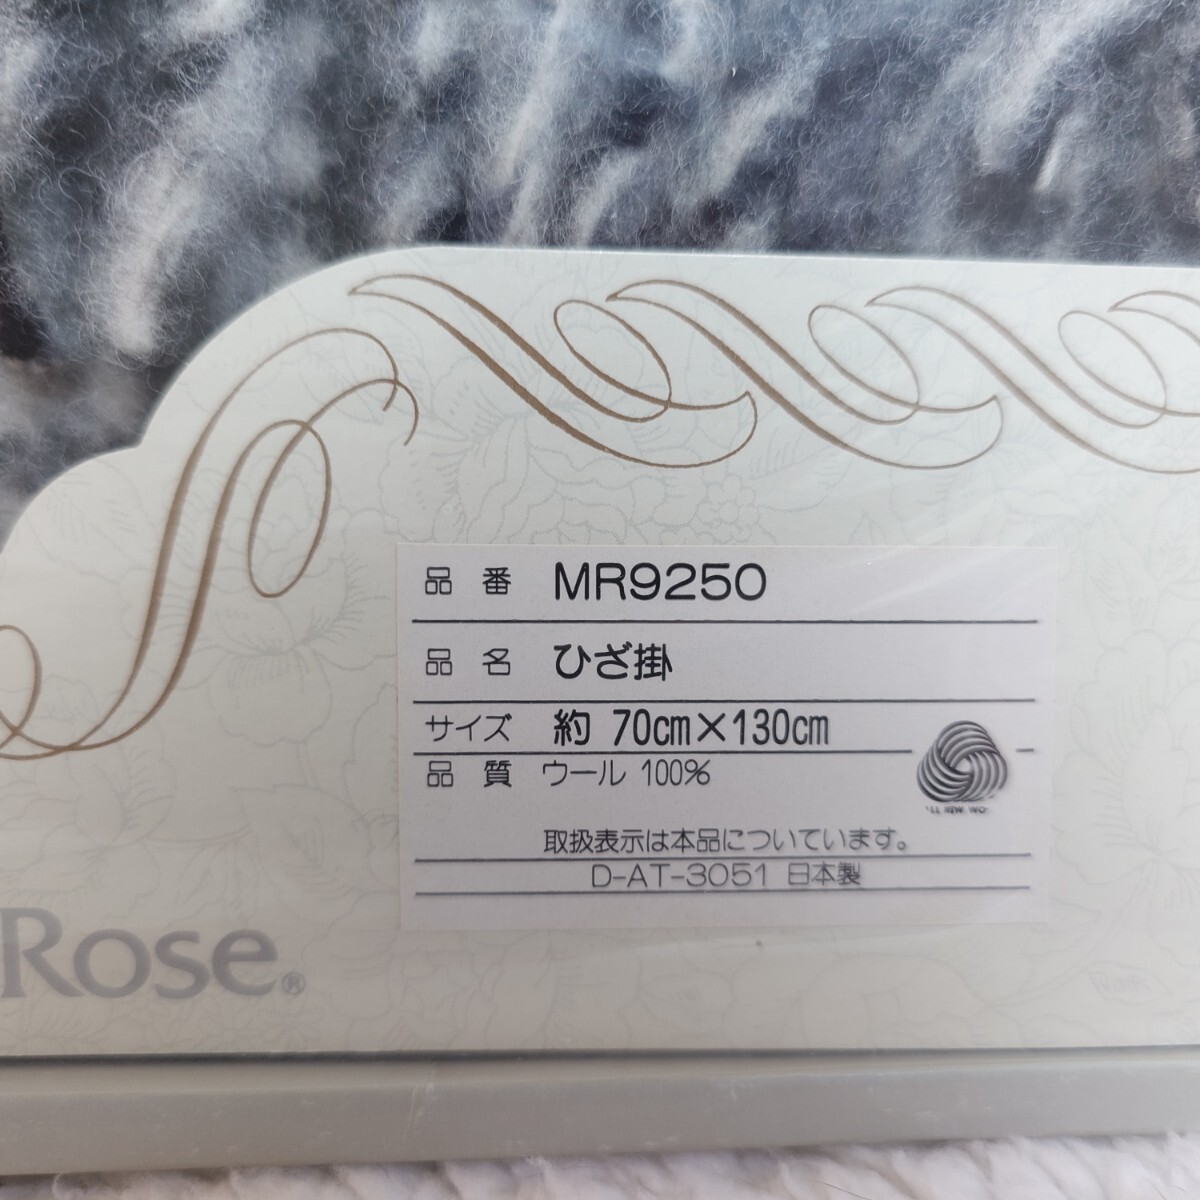 品番 MR9250
品名 ひざ掛
サイズ 約 70cm×130cm
品質 ウール 100%
取扱表示は本品についています。
D-AT-3051 日本製
Rose®